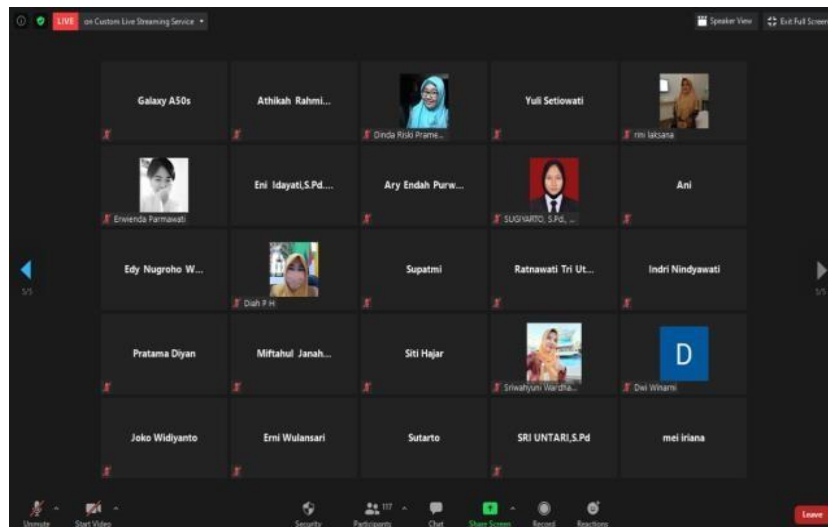 LIVE on Custom Live Streaming Service
Speaker View Exit Full Screen
Galaxy A50s
Athikah Rahmi...
Dinda Riski Prame...
Yuli Setiowati
rini laksana
Erwienda Parmawati
Eni Idayati,S.Pd....
Ary Endah Purw...
SUGIYARTO, S.Pd., ...
Ani
Edy Nugroho W...
Diah P H
Supatmi
Ratnawati Tri Ut...
Indri Nindyawati
5/5
5/5
Pratama Diyan
Miftahul Janah...
Siti Hajar
Sriwahyuni Wardha...
D
Dwi Winarni
Joko Widiyanto
Erni Wulansari
Sutarto
SRI UNTARI,S.Pd
mei iriana
117
Unmute Start Video Security Participants Chat Share Screen Record Reactions Leave